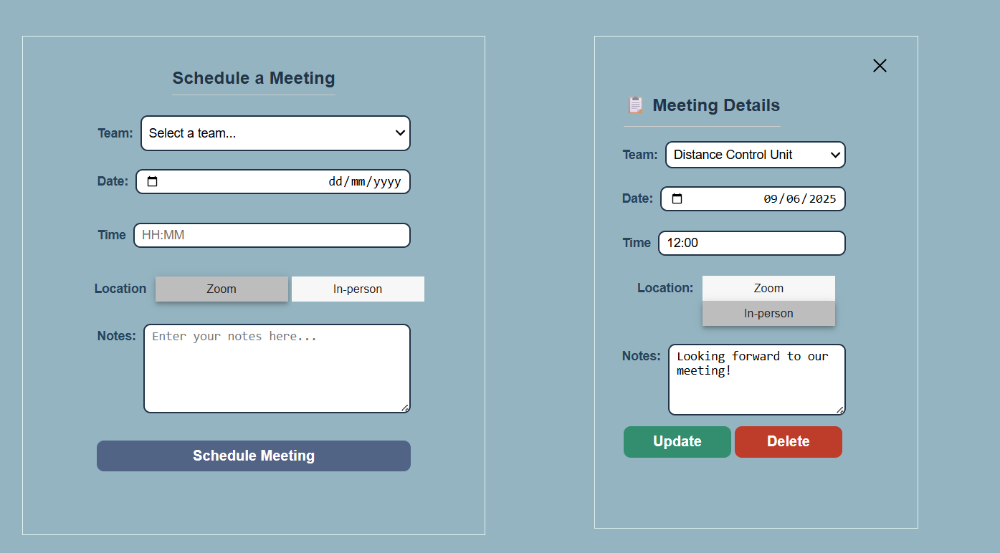 Schedule a Meeting
Team: Select a team...
Date: dd/mm/yyyy
Time HH:MM
Location Zoom In-person
Notes: Enter your notes here...
Schedule Meeting
Meeting Details
Team: Distance Control Unit
Date: 09/06/2025
Time 12:00
Location: Zoom
In-person
Notes: Looking forward to our
meeting!
Update Delete